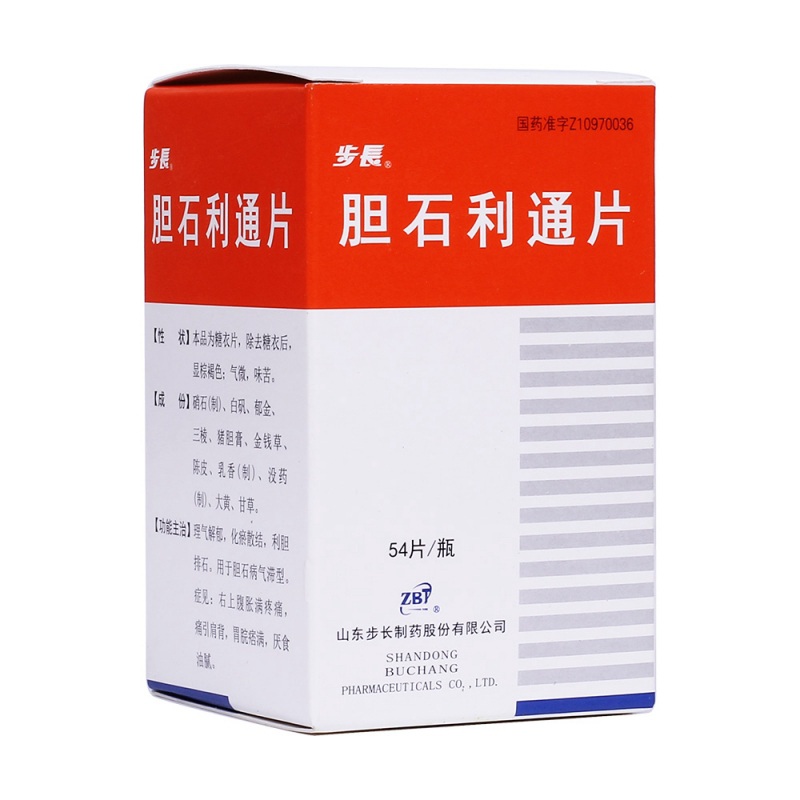 步長®
胆石利通片
【性 状】本品为糖衣片，除去糖衣后，
显棕褐色；气微，味苦。
【成 份】硝石(制)、白矾、郁金、
三棱、猪胆膏、金钱草、
陈皮、乳香(制)、没药
(制)、大黄、甘草。
【功能主治】理气解郁，化瘀散结，利胆
排石。用于胆石病气滞型。
症见：右上腹胀满疼痛，
痛引肩背，胃脘痞满，厌食
油腻。
国药准字Z10970036
步長®
胆石利通片
54片/瓶
ZBT®
山东步长制药股份有限公司
SHANDONG
BUCHANG
PHARMACEUTICALS CO., LTD.